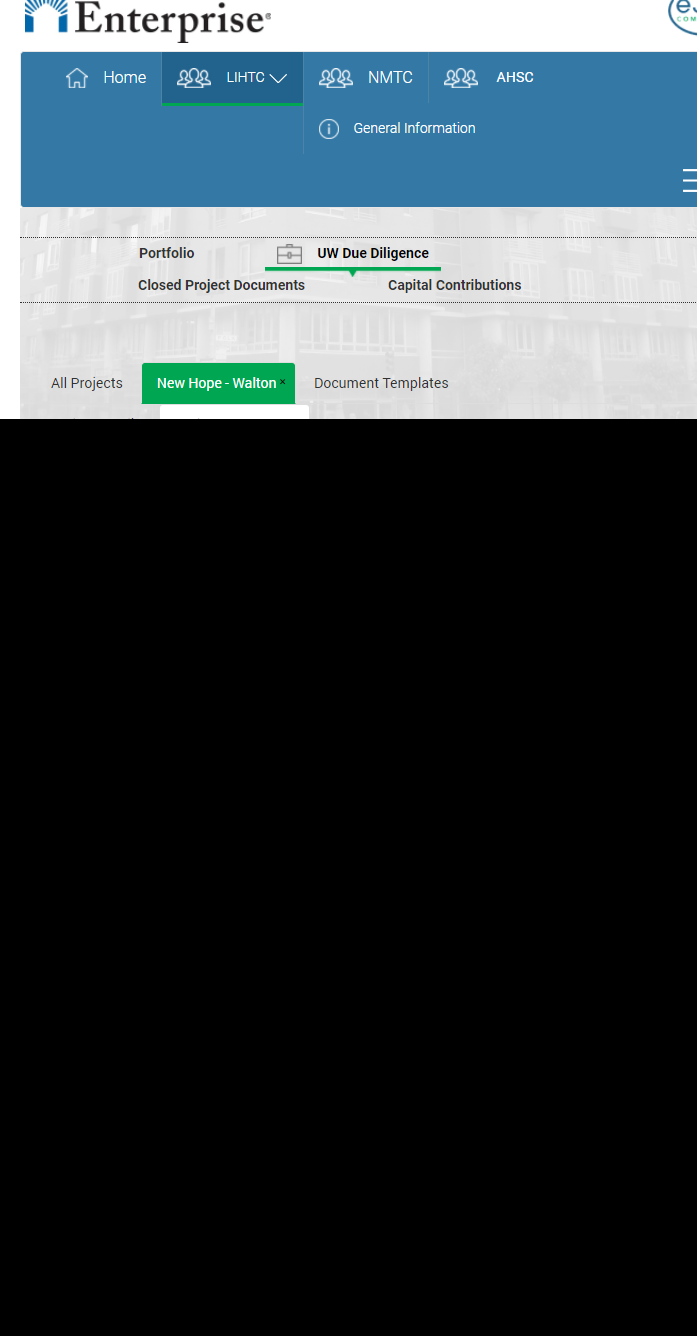 Enterprise®
Home LIHTC NMTC AHSC
General Information
Portfolio UW Due Diligence
Closed Project Documents Capital Contributions
All Projects New Hope - Walton × Document Templates